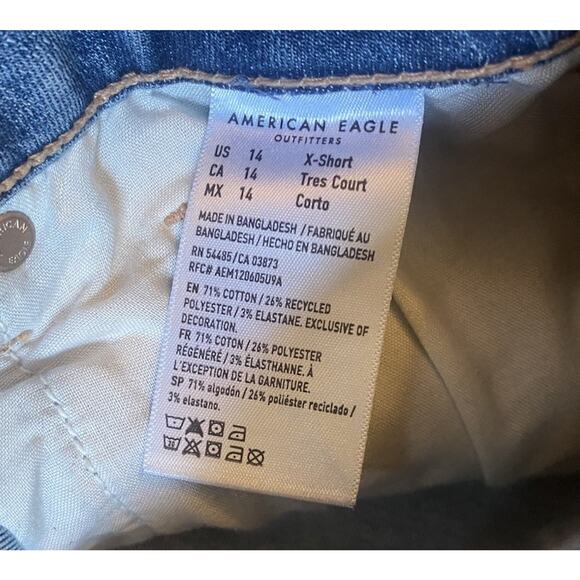 AMERICAN EAGLE
OUTFITTERS
US 14 X-Short
CA 14 Tres Court
MX 14 Corto
MADE IN BANGLADESH / FABRIQUÉ AU
BANGLADESH / HECHO EN BANGLADESH
RN 54485/CA 03873
RFC# AEM120605U9A
EN 71% COTTON / 26% RECYCLED
POLYESTER / 3% ELASTANE. EXCLUSIVE OF
DECORATION.
FR 71% COTON / 26% POLYESTER
RÉGÉNÉRÉ / 3% ÉLASTHANNE. À
L'EXCEPTION DE LA GARNITURE.
SP 71% algodón / 26% poliéster reciclado /
3% elastano.
EAGLE